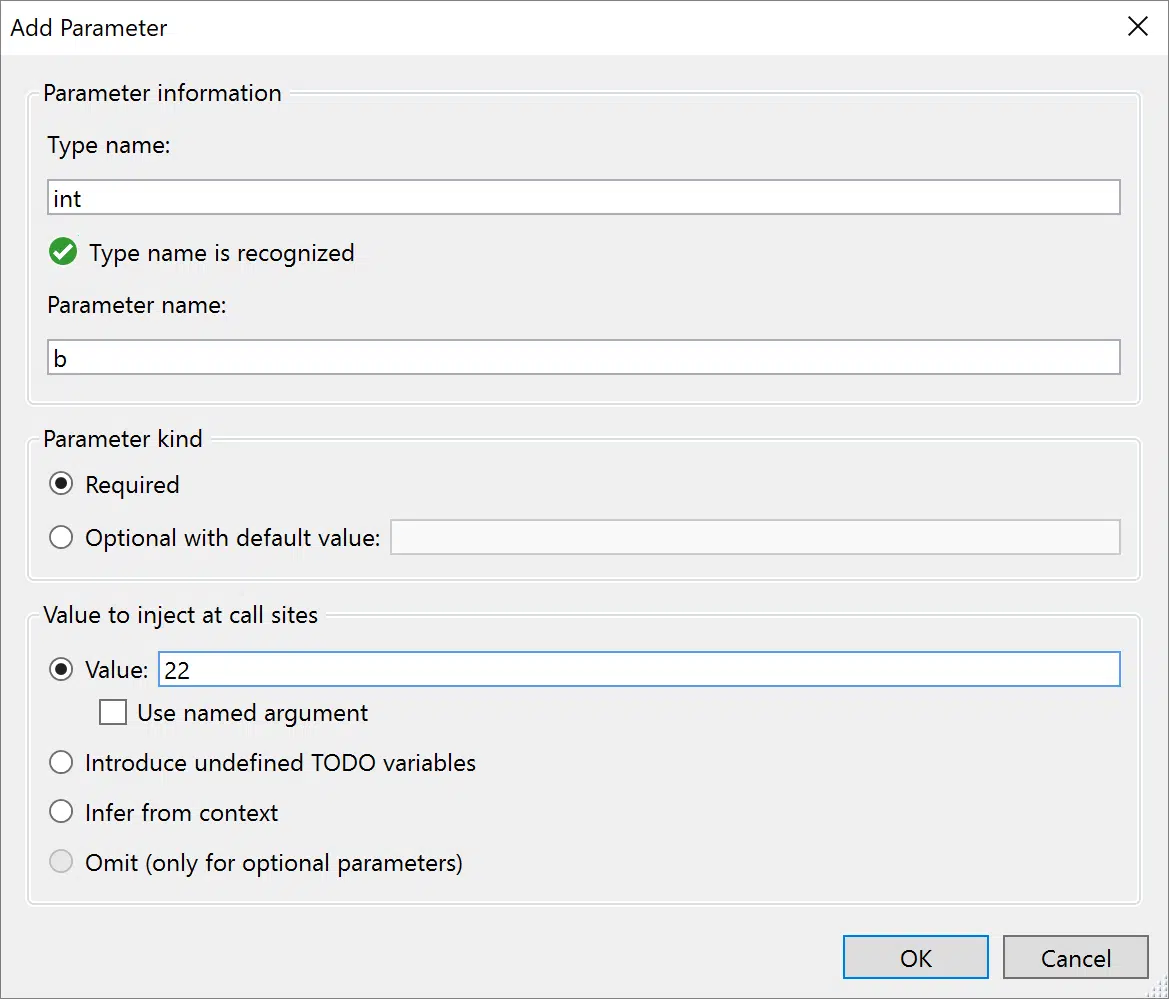 Add Parameter
Parameter information
Type name:
int
Type name is recognized
Parameter name:
b
Parameter kind
Required
Optional with default value:
Value to inject at call sites
Value: 22
Use named argument
Introduce undefined TODO variables
Infer from context
Omit (only for optional parameters)
OK Cancel